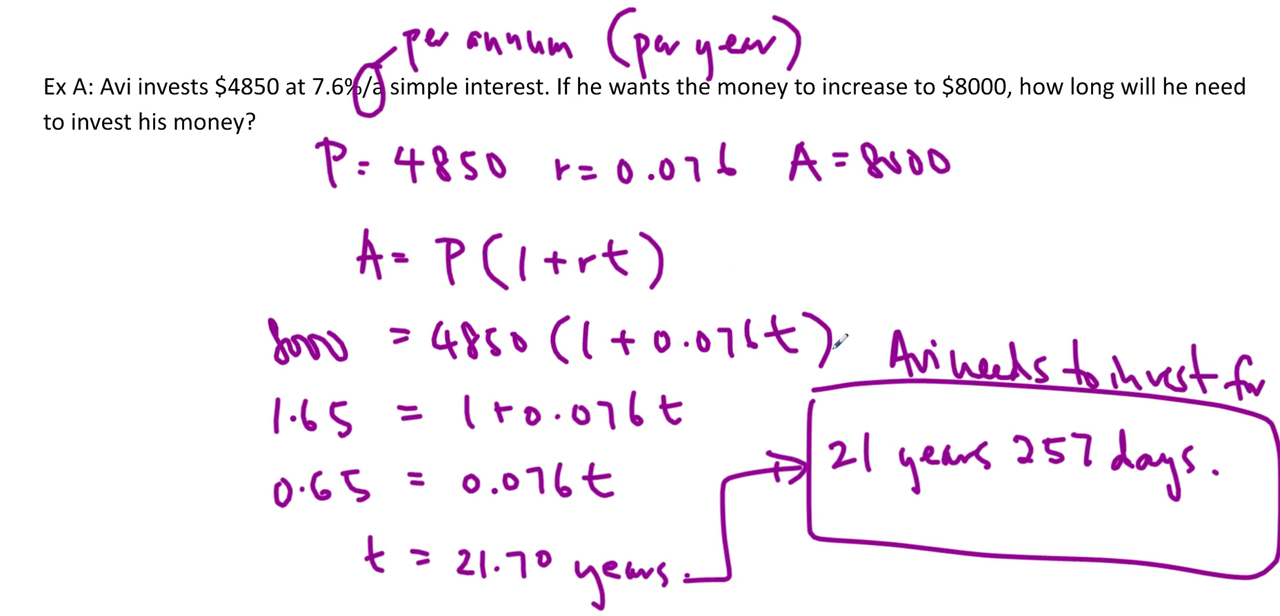 per annum (per year)
Ex A: Avi invests $4850 at 7.6%/a simple interest. If he wants the money to increase to $8000, how long will he need
to invest his money?
P = 4850 r = 0.076 A = 8000
A = P(1+rt)
8000 = 4850 (1 + 0.076t)
Avi needs to invest for
1.65 = 1+0.076t
21 years 257 days.
0.65 = 0.076t
t = 21.70 years.